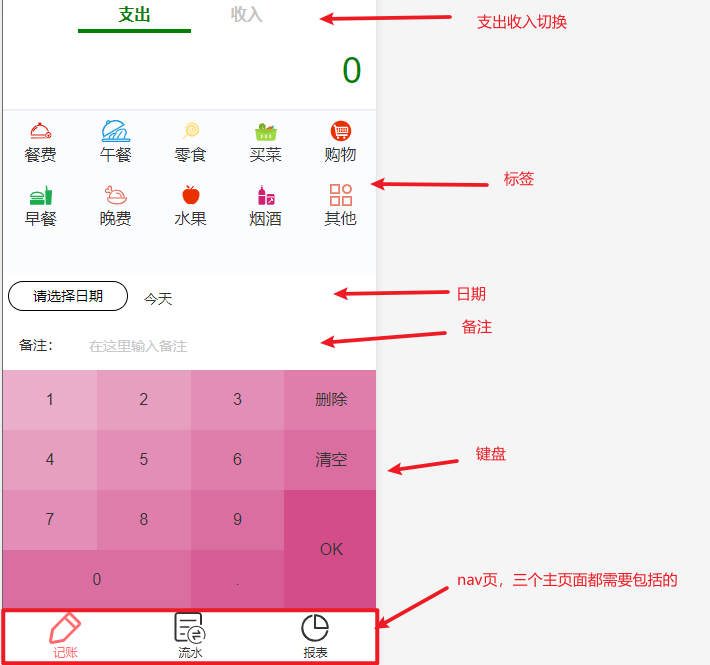 支出 收入
支出收入切换
0
餐费 午餐 零食 买菜 购物
标签
早餐 晚费 水果 烟酒 其他
请选择日期 今天
日期
备注
备注: 在这里输入备注
1 2 3 删除
4 5 6 清空
键盘
7 8 9
OK
0 .
nav页，三个主页面都需要包括的
记账 流水 报表